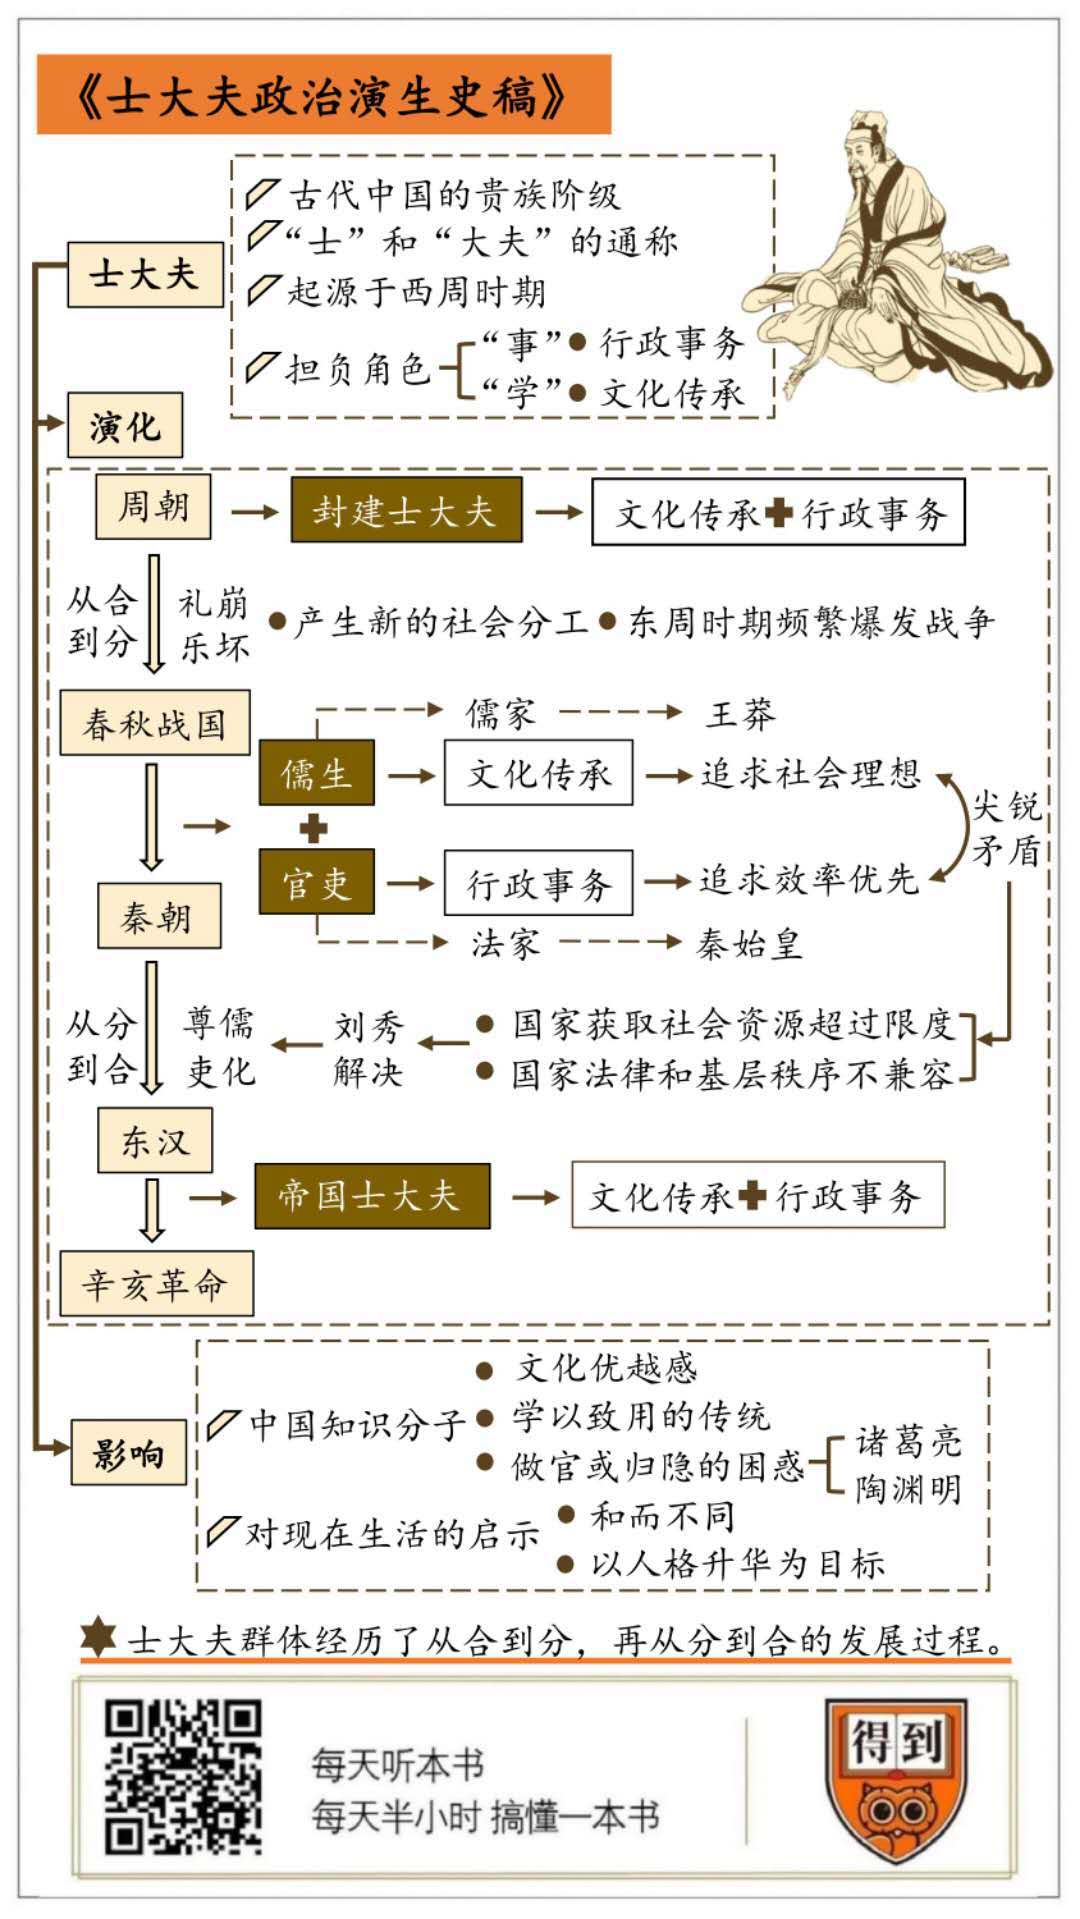 《士大夫政治演生史稿》
士大夫
古代中国的贵族阶级
“士”和“大夫”的通称
起源于西周时期
担负角色
“事” 行政事务
“学” 文化传承
演化
周朝
封建士大夫
文化传承 行政事务
从合
到分
礼崩
乐坏
产生新的社会分工
东周时期频繁爆发战争
春秋战国
儒家
王莽
儒生
文化传承
追求社会理想
尖锐
矛盾
官吏
行政事务
追求效率优先
秦朝
法家
秦始皇
从分
到合
尊儒
吏化
刘秀
解决
国家获取社会资源超过限度
国家法律和基层秩序不兼容
东汉
帝国士大夫
文化传承 行政事务
辛亥革命
影响
中国知识分子
文化优越感
学以致用的传统
做官或归隐的困惑
诸葛亮
陶渊明
对现在生活的启示
和而不同
以人格升华为目标
士大夫群体经历了从合到分，再从分到合的发展过程。
每天听本书
每天半小时 搞懂一本书
得到